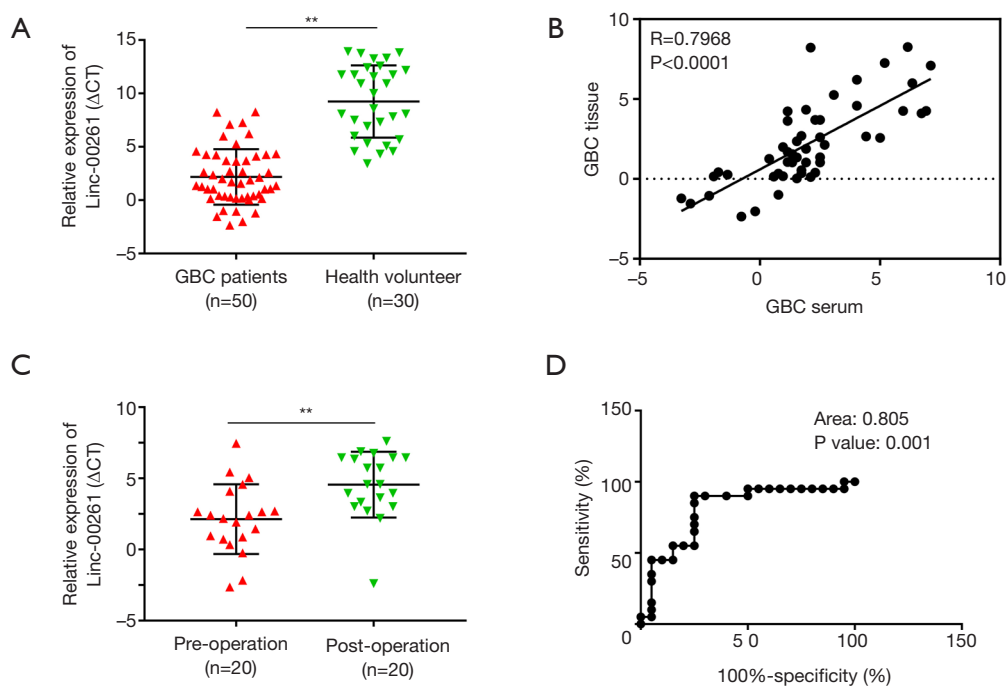 A
**
Relative expression of
Linc-00261 (ΔCT)
15
10
5
0
–5
GBC patients
(n=50)
Health volunteer
(n=30)
B
R=0.7968
P<0.0001
GBC tissue
10
5
0
–5
–5
0
5
10
GBC serum
C
**
Relative expression of
Linc-00261 (ΔCT)
10
5
0
–5
Pre-operation
(n=20)
Post-operation
(n=20)
D
Area: 0.805
P value: 0.001
Sensitivity (%)
150
100
50
0
5 0
100
150
100%-specificity (%)